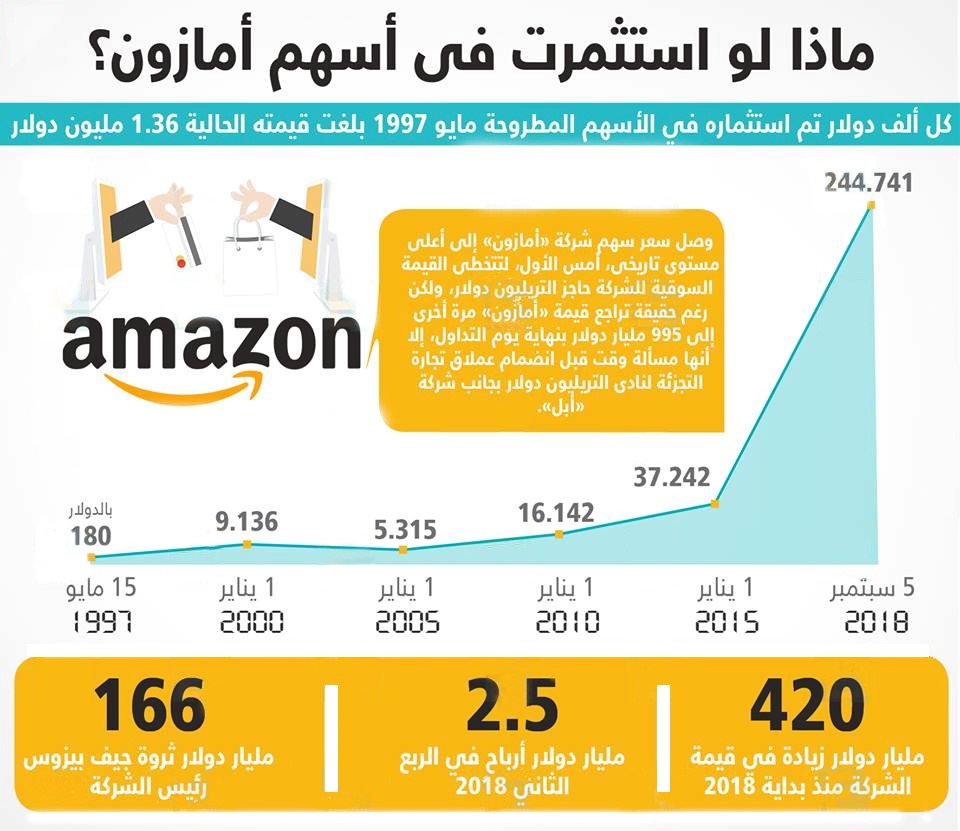 ماذا لو استثمرت فى أسهم أمازون؟
كل ألف دولار تم استثماره في الأسهم المطروحة مايو 1997 بلغت قيمته الحالية 1.36 مليون دولار
244.741
وصل سعر سهم شركة «أمازون» إلى أعلى
مستوى تاريخى، أمس الأول، لتتخطى القيمة
السوقية للشركة حاجز التريليون دولار، ولكن
رغم حقيقة تراجع قيمة «أمازون» مرة أخرى
إلى 995 مليار دولار بنهاية يوم التداول، إلا
أنها مسألة وقت قبل انضمام عملاق تجارة
التجزئة لنادى التريليون دولار بجانب شركة
«أبل».
amazon
37.242
16.142
5.315
9.136
بالدولار
180
15 مايو
1997
1 يناير
2000
1 يناير
2005
1 يناير
2010
1 يناير
2015
5 سبتمبر
2018
420
مليار دولار زيادة في قيمة
الشركة منذ بداية 2018
2.5
مليار دولار أرباح في الربع
الثاني 2018
166
مليار دولار ثروة جيف بيزوس
رئيس الشركة